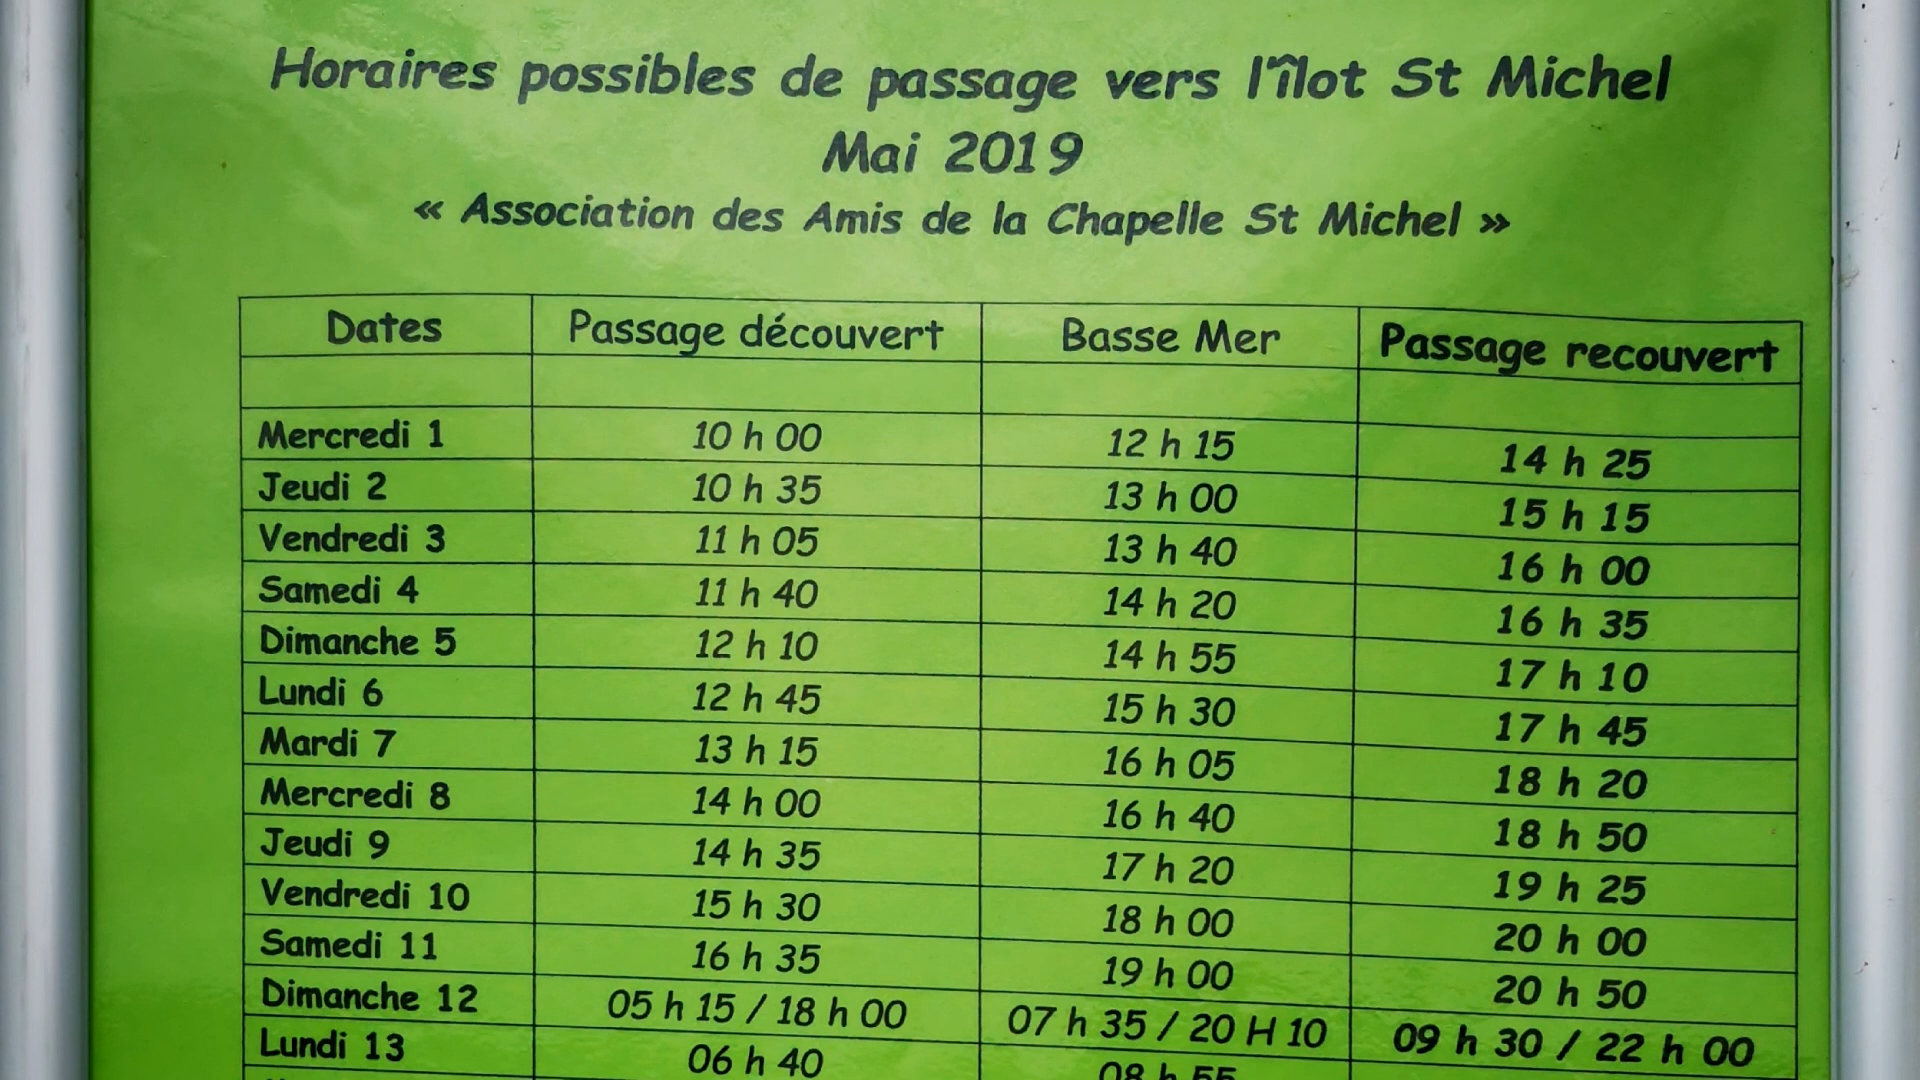 Horaires possibles de passage vers l'îlot St Michel
Mai 2019
« Association des Amis de la Chapelle St Michel »
Dates Passage découvert Basse Mer Passage recouvert
Mercredi 1 10 h 00 12 h 15 14 h 25
Jeudi 2 10 h 35 13 h 00 15 h 15
Vendredi 3 11 h 05 13 h 40 16 h 00
Samedi 4 11 h 40 14 h 20 16 h 35
Dimanche 5 12 h 10 14 h 55 17 h 10
Lundi 6 12 h 45 15 h 30 17 h 45
Mardi 7 13 h 15 16 h 05 18 h 20
Mercredi 8 14 h 00 16 h 40 18 h 50
Jeudi 9 14 h 35 17 h 20 19 h 25
Vendredi 10 15 h 30 18 h 00 20 h 00
Samedi 11 16 h 35 19 h 00 20 h 50
Dimanche 12 05 h 15 / 18 h 00 07 h 35 / 20 H 10 09 h 30 / 22 h 00
Lundi 13 06 h 40 08 h 55